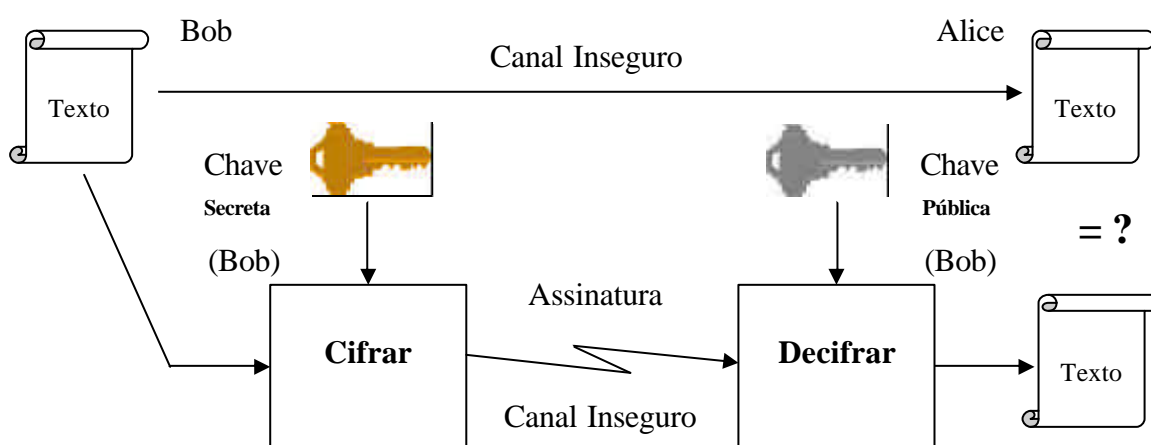 Bob
Alice
Canal Inseguro
Texto
Texto
Chave
Secreta
(Bob)
Chave
Pública
(Bob)
= ?
Assinatura
Cifrar
Decifrar
Texto
Canal Inseguro